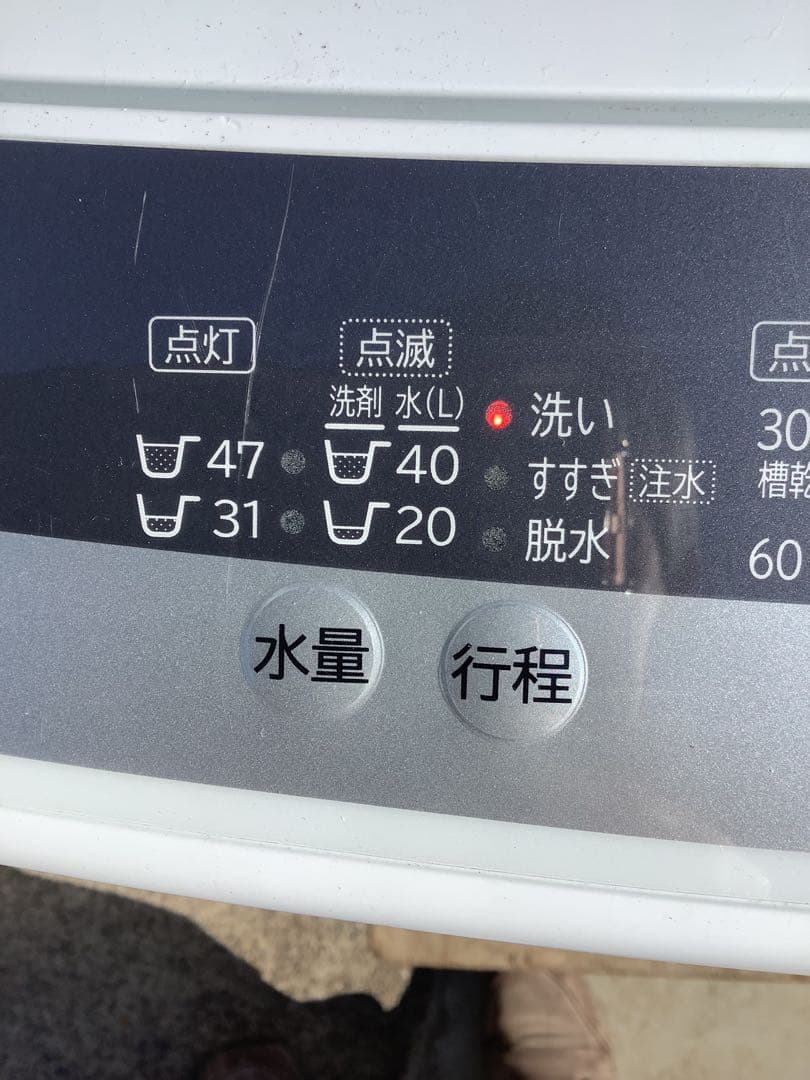 点灯 点滅 点
洗剤 水(L) 洗い 30
47 40 すすぎ 注水 槽乾
31 20 脱水 60
水量 行程